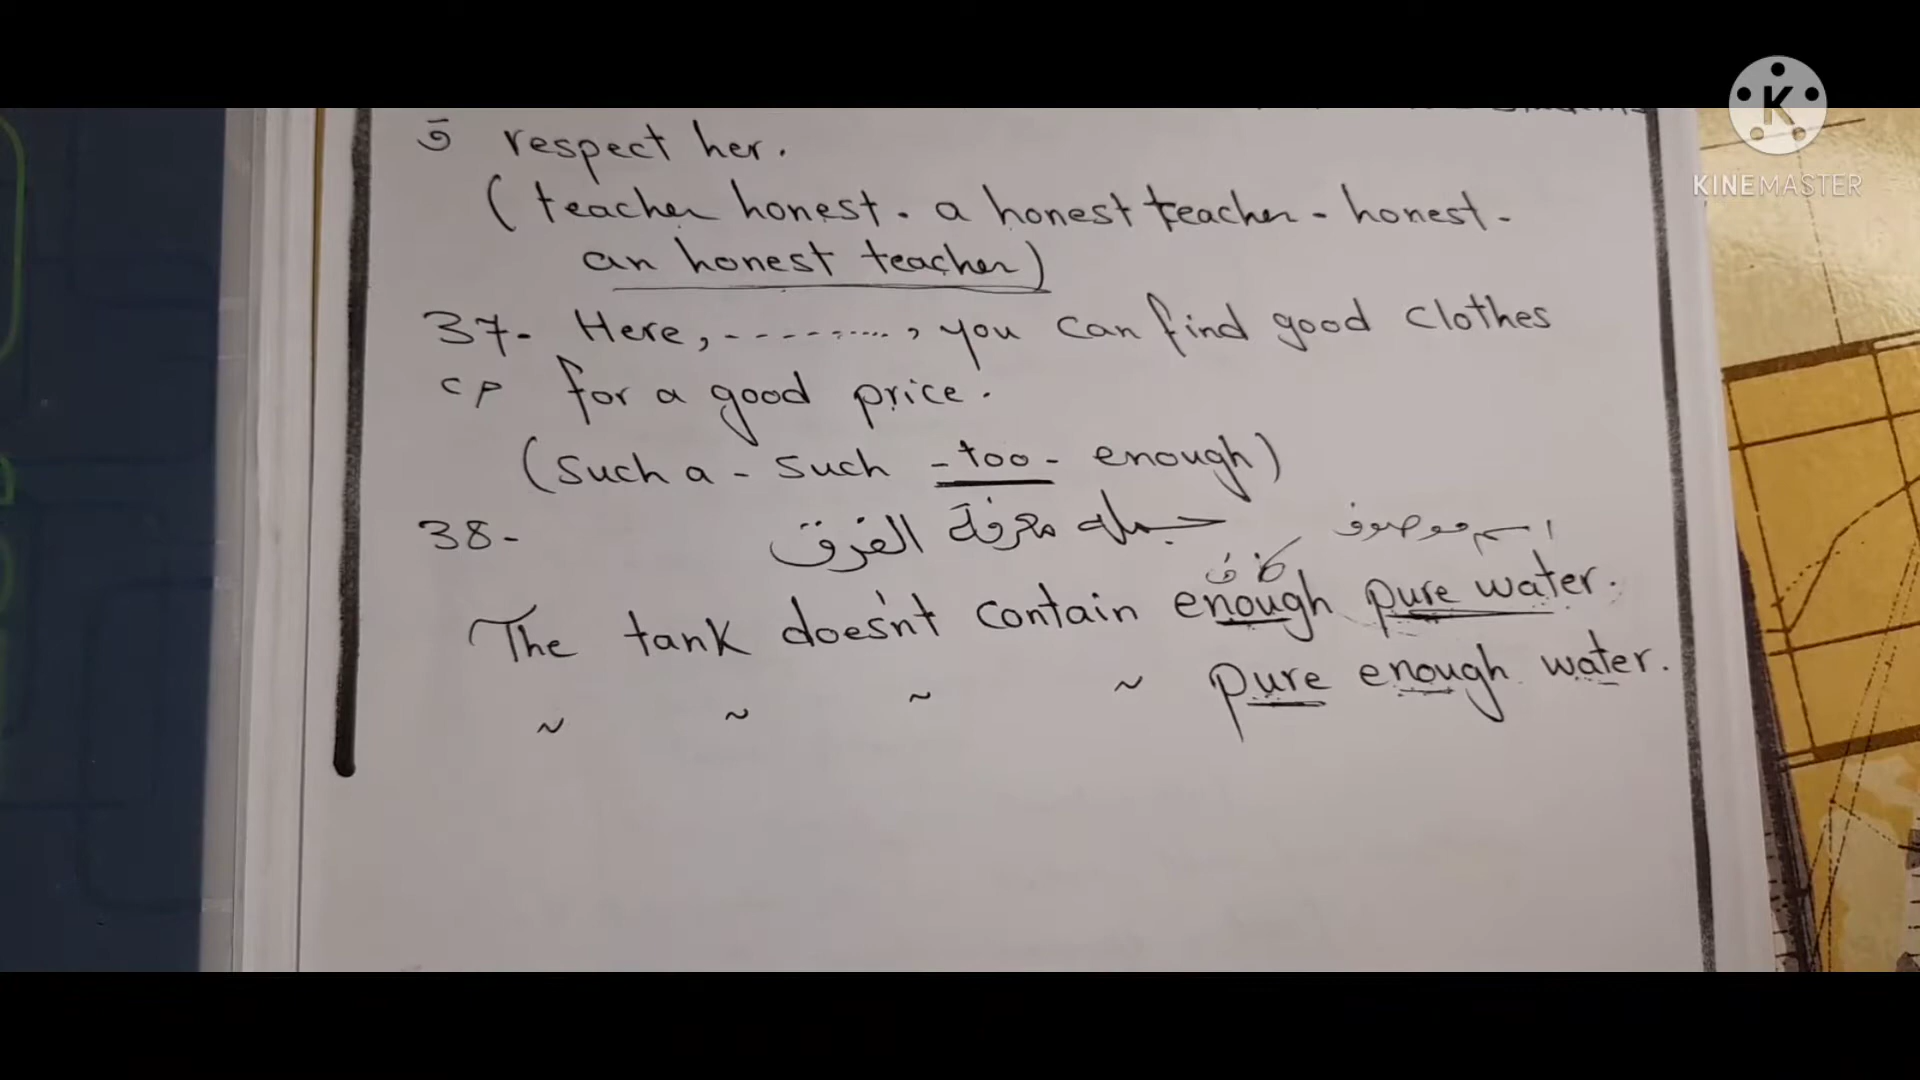 KINEMASTER
respect her.
(teacher honest. a honest teacher - honest -
an honest teacher)
37- Here, ----------, you can find good clothes
for a good price.
(such a - such - too - enough)
38- جمله معرفة الفرق
اسم موصوف
كاف
The tank doesn't contain enough pure water.
~ ~ ~ ~ pure enough water.